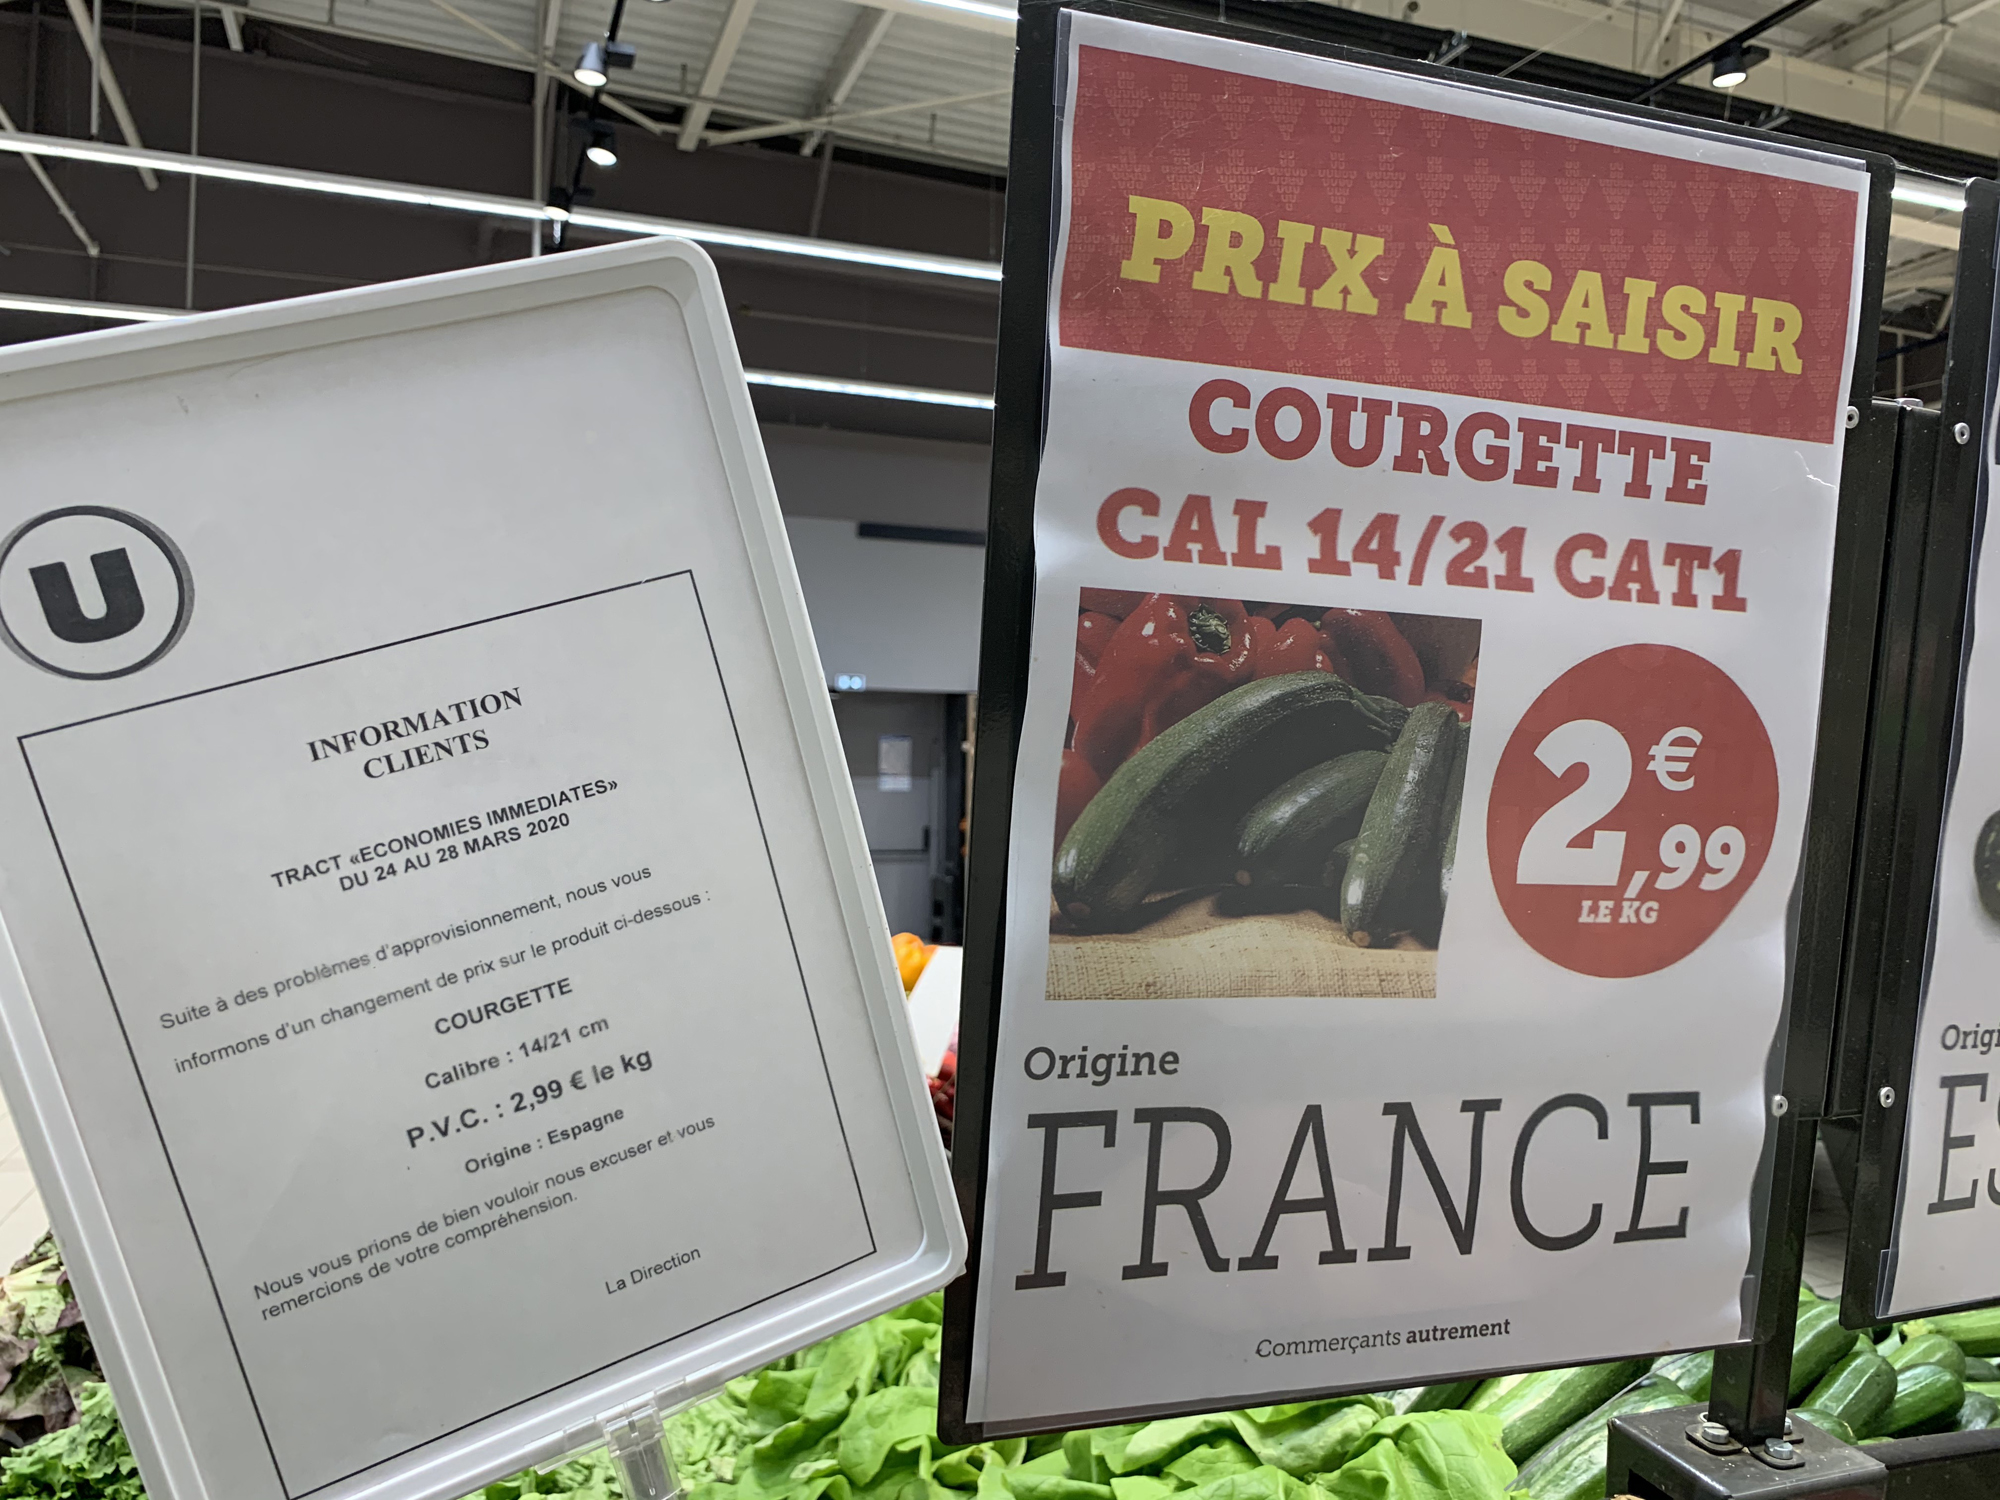 U
INFORMATION
CLIENTS
TRACT «ECONOMIES IMMEDIATES»
DU 24 AU 28 MARS 2020
Suite à des problèmes d'approvisionnement, nous vous
informons d'un changement de prix sur le produit ci-dessous :
COURGETTE
Calibre : 14/21 cm
P.V.C. : 2,99 € le kg
Origine : Espagne
Nous vous prions de bien vouloir nous excuser et vous
remercions de votre compréhension.
La Direction
PRIX À SAISIR
COURGETTE
CAL 14/21 CAT1
2€,99
LE KG
Origine
FRANCE
Commerçants autrement